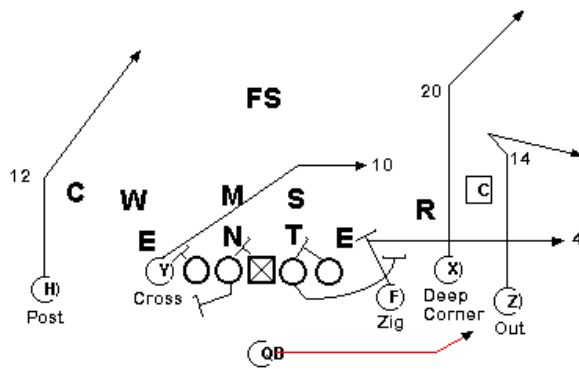 FS
20
12
C
W
M
S
R
C
14
10
E
N
T
E
4
H
Y
F
X
Z
Post
Cross
Zig
Deep
Corner
Out
QB